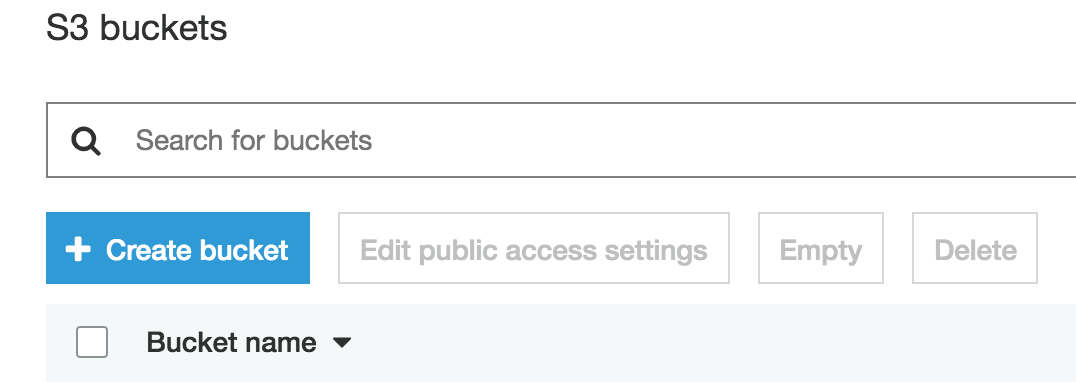 S3 buckets
Search for buckets
Create bucket Edit public access settings Empty Delete
Bucket name